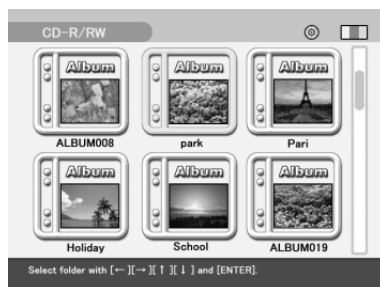 CD-R/RW
Album Album Album
ALBUM008 park Pari
Album Album Album
Holiday School ALBUM019
Select folder with [←][→][↑][↓] and [ENTER].